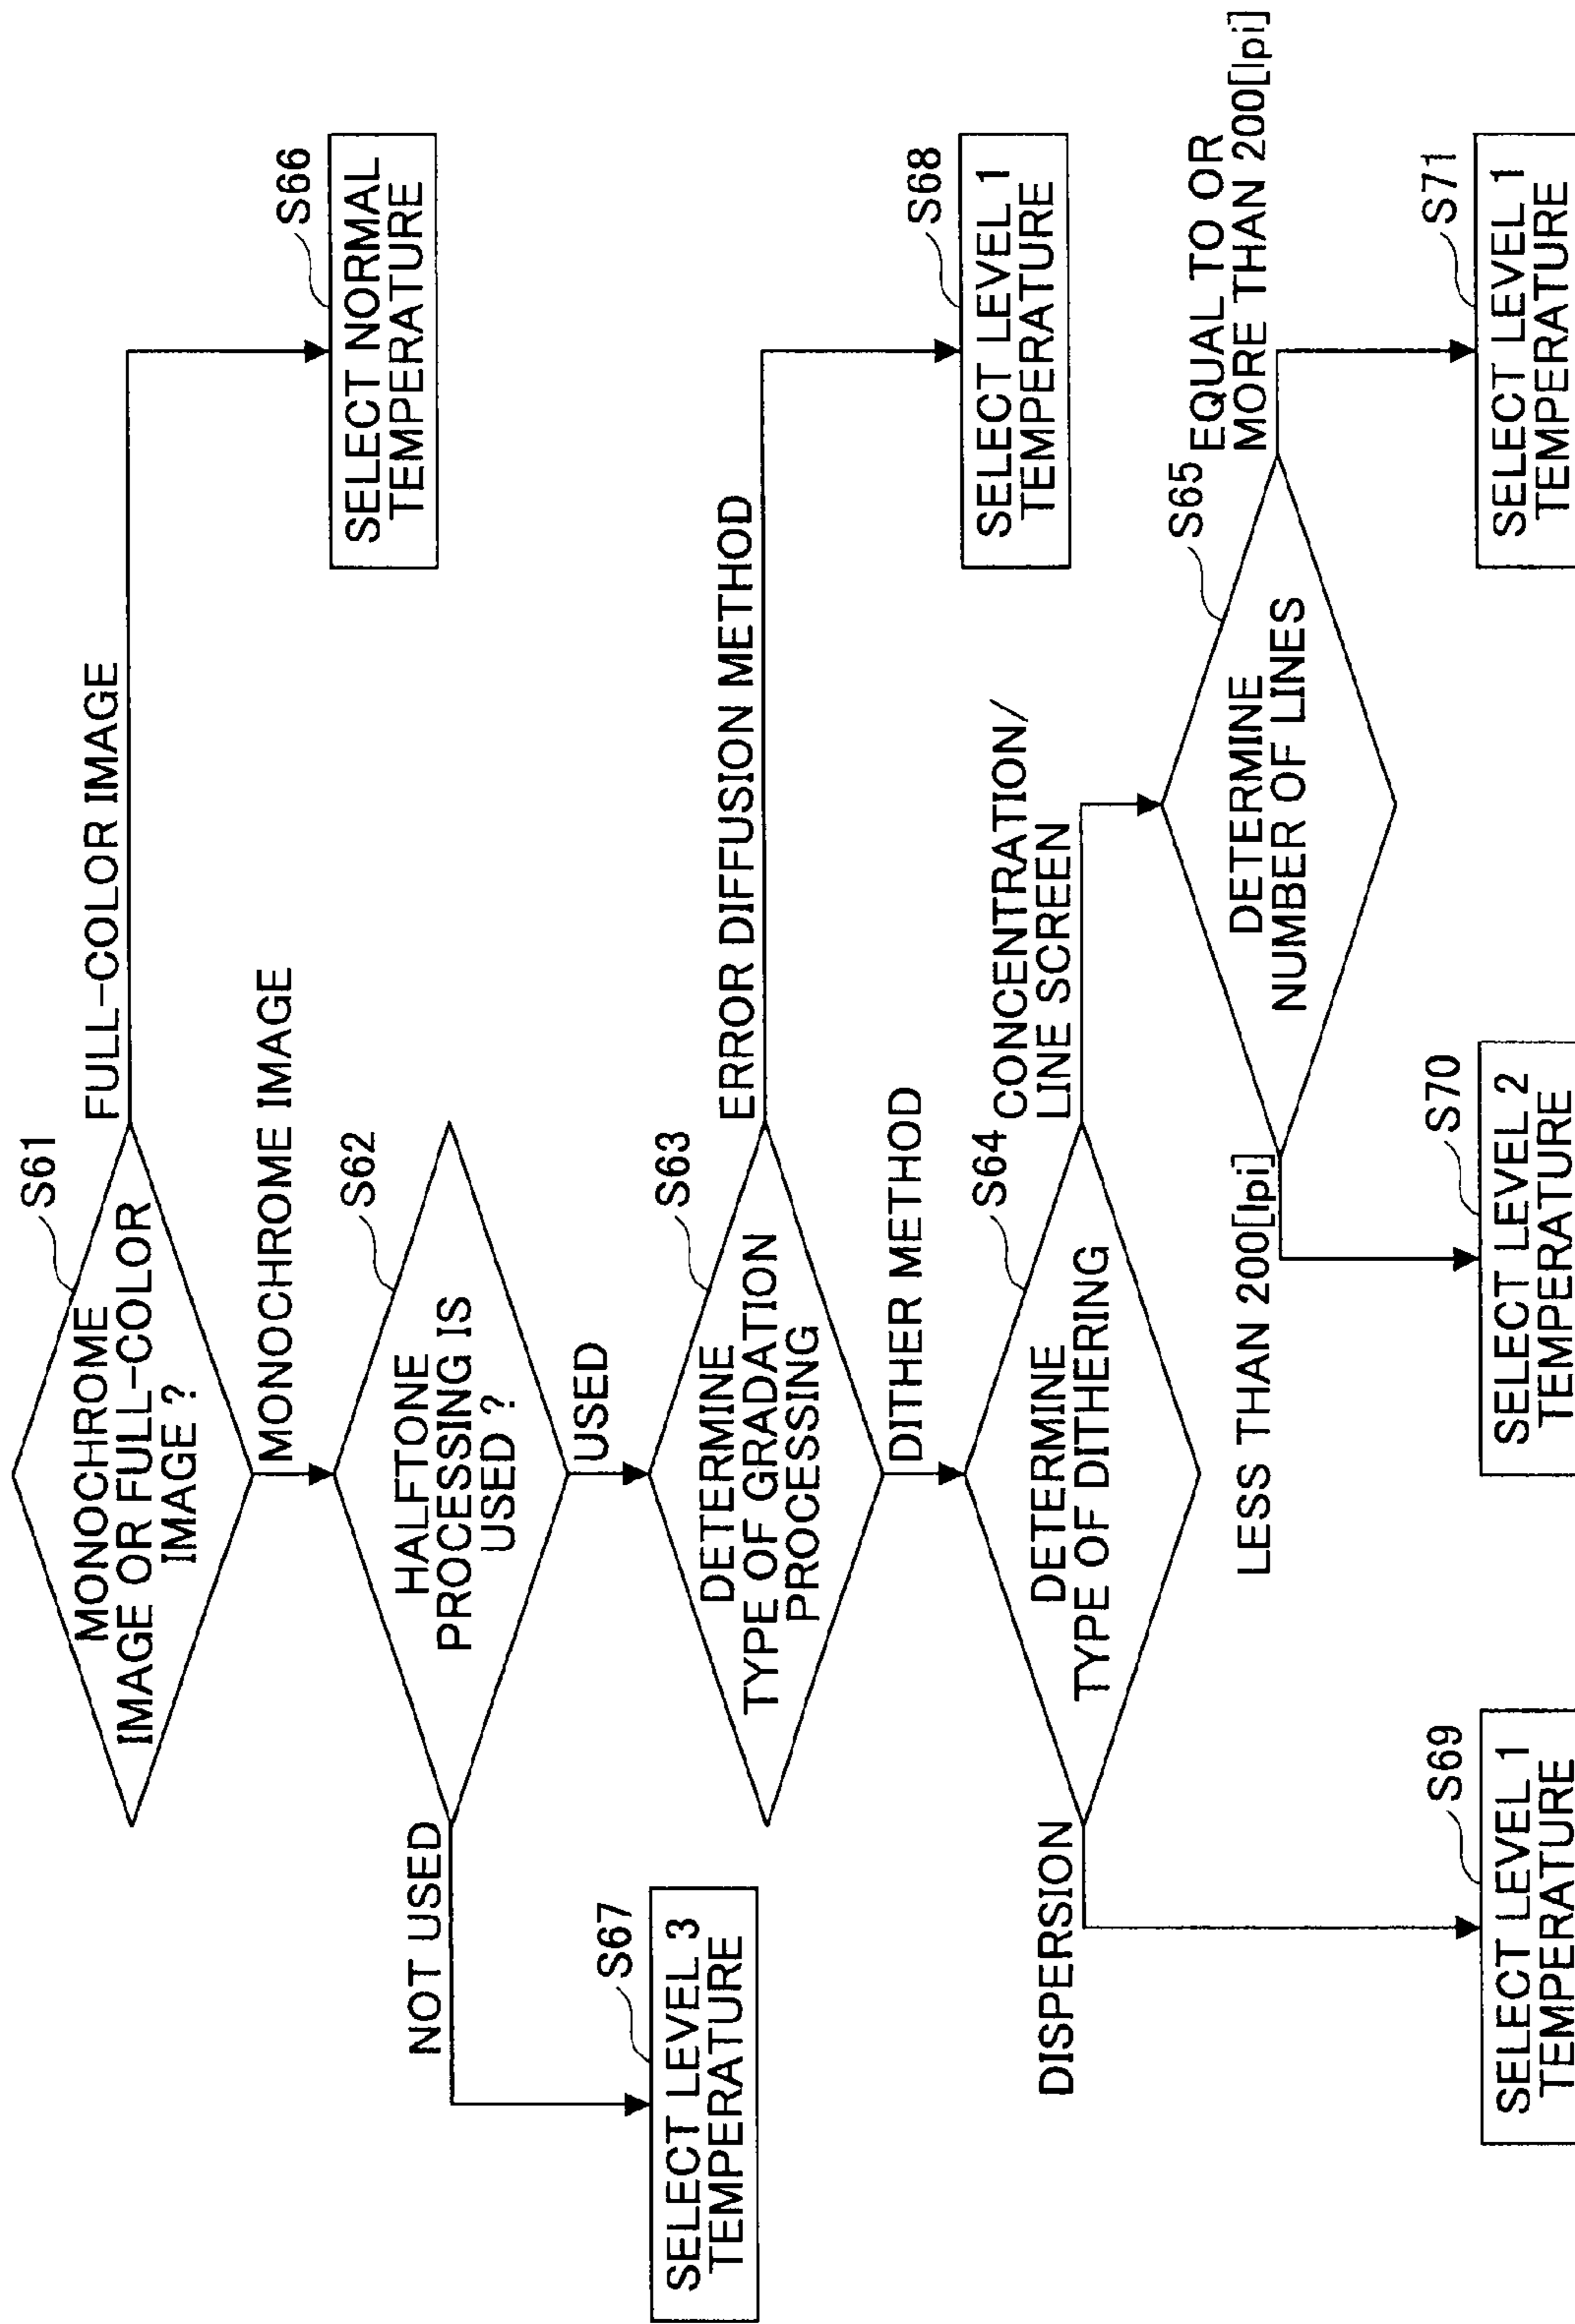 S61
MONOCHROME
IMAGE OR FULL-COLOR
IMAGE ?
FULL-COLOR IMAGE
S66
SELECT NORMAL
TEMPERATURE
MONOCHROME IMAGE
S62
HALFTONE
PROCESSING IS
USED ?
NOT USED
S67
SELECT LEVEL 3
TEMPERATURE
USED
S63
DETERMINE
TYPE OF GRADATION
PROCESSING
ERROR DIFFUSION METHOD
S68
SELECT LEVEL 1
TEMPERATURE
DITHER METHOD
S64
DETERMINE
TYPE OF DITHERING
DISPERSION
S69
SELECT LEVEL 1
TEMPERATURE
CONCENTRATION/
LINE SCREEN
S65
DETERMINE
NUMBER OF LINES
LESS THAN 200[lpi]
S70
SELECT LEVEL 2
TEMPERATURE
EQUAL TO OR
MORE THAN 200[lpi]
S71
SELECT LEVEL 1
TEMPERATURE